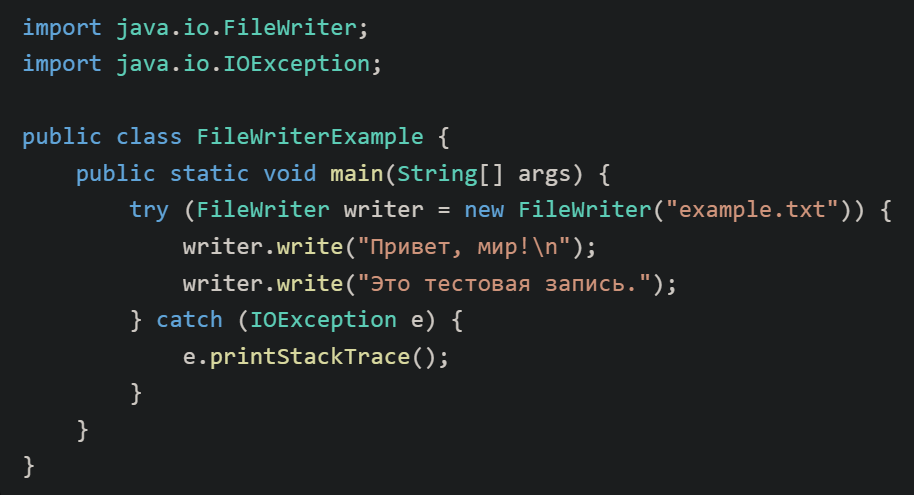 import java.io.FileWriter;
import java.io.IOException;

public class FileWriterExample {
    public static void main(String[] args) {
        try (FileWriter writer = new FileWriter("example.txt")) {
            writer.write("Привет, мир!\n");
            writer.write("Это тестовая запись.");
        } catch (IOException e) {
            e.printStackTrace();
        }
    }
}